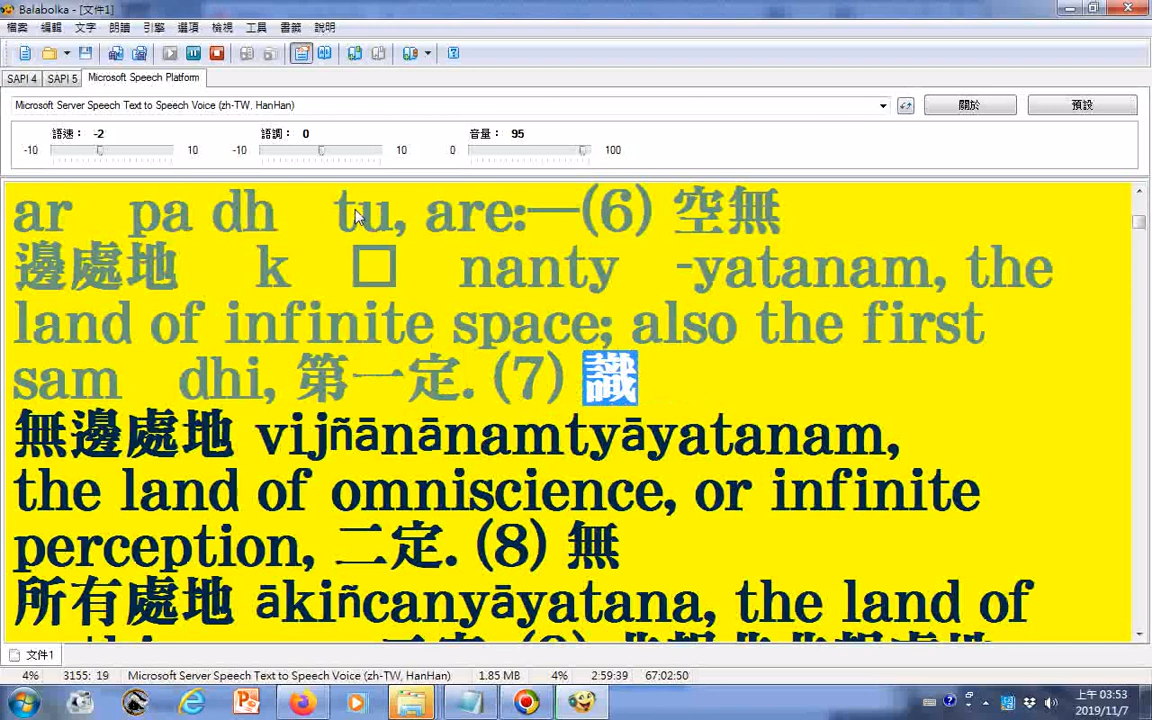 Balabolka - [文件1]
檔案 編輯 文字 朗讀 引擎 選項 檢視 工具 書籤 說明
SAPI 4 SAPI 5 Microsoft Speech Platform
Microsoft Server Speech Text to Speech Voice (zh-TW, HanHan) 關於 預設
語速： -2 語調： 0 音量： 95
-10 10 -10 10 0 100
ar pa dh tu, are:—(6) 空無
邊處地 k □ nanty -yatanam, the
land of infinite space; also the first
sam dhi, 第一定. (7) 識
無邊處地 vijñānānamtyāyatanam,
the land of omniscience, or infinite
perception, 二定. (8) 無
所有處地 ākiñcanyāyatana, the land of
文件1
4% 3155: 19 Microsoft Server Speech Text to Speech Voice (zh-TW, HanHan) 1.85 MB 4% 2:59:39 67:02:50
上午 03:53
2019/11/7